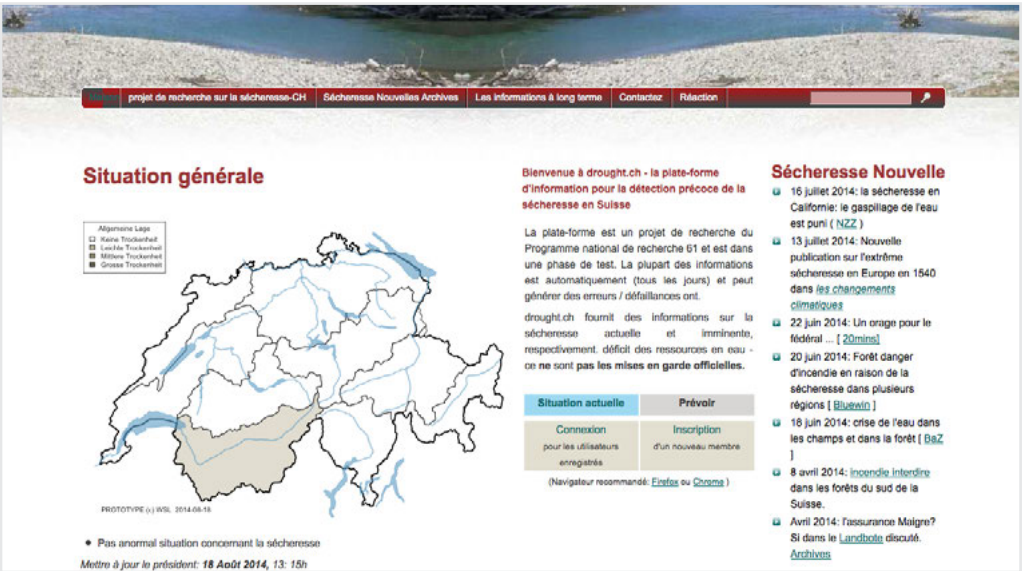 projet de recherche sur la sécheresse-CH
Sécheresse Nouvelles Archives
Les informations à long terme
Contactez
Réaction
Situation générale
Allgemeine Lage
Keine Trockenheit
Leichte Trockenheit
Mittlere Trockenheit
Grosse Trockenheit
PROTOTYPE (c) WSL 2014-08-18
Pas anormal situation concernant la sécheresse
Mettre à jour le président: 18 Août 2014, 13: 15h
Bienvenue à drought.ch - la plate-forme
d'information pour la détection précoce de la
sécheresse en Suisse
La plate-forme est un projet de recherche du
Programme national de recherche 61 et est dans
une phase de test. La plupart des informations
est automatiquement (tous les jours) et peut
générer des erreurs / défaillances ont.
drought.ch fournit des informations sur la
sécheresse actuelle et imminente,
respectivement. déficit des ressources en eau -
ce ne sont pas les mises en garde officielles.
Situation actuelle
Prévoir
Connexion
pour les utilisateurs
enregistrés
Inscription
d'un nouveau membre
(Navigateur recommandé: Firefox ou Chrome )
Sécheresse Nouvelle
16 juillet 2014: la sécheresse en
Californie: le gaspillage de l'eau
est puni ( NZZ )
13 juillet 2014: Nouvelle
publication sur l'extrême
sécheresse en Europe en 1540
dans les changements
climatiques
22 juin 2014: Un orage pour le
fédéral ... [ 20mins]
20 juin 2014: Forêt danger
d'incendie en raison de la
sécheresse dans plusieurs
régions [ Bluewin ]
18 juin 2014: crise de l'eau dans
les champs et dans la forêt [ BaZ
]
8 avril 2014: incendie interdire
dans les forêts du sud de la
Suisse.
Avril 2014: l'assurance Maigre?
Si dans le Landbote discuté.
Archives